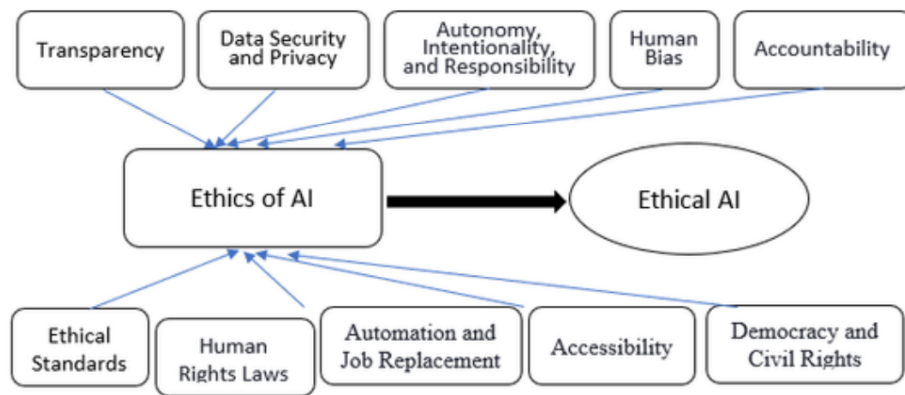 Transparency
Data Security
and Privacy
Autonomy,
Intentionality,
and Responsibility
Human
Bias
Accountability
Ethics of AI
Ethical AI
Ethical
Standards
Human
Rights Laws
Automation and
Job Replacement
Accessibility
Democracy and
Civil Rights